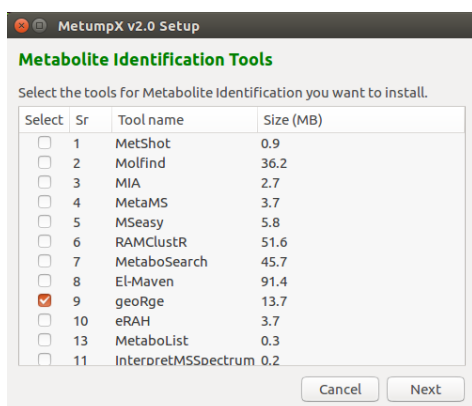 MetumpX v2.0 Setup
Metabolite Identification Tools
Select the tools for Metabolite Identification you want to install.
Select Sr Tool name Size (MB)
1 MetShot 0.9
2 Molfind 36.2
3 MIA 2.7
4 MetaMS 3.7
5 MSeasy 5.8
6 RAMClustR 51.6
7 MetaboSearch 45.7
8 El-Maven 91.4
9 geoRge 13.7
10 eRAH 3.7
13 MetaboList 0.3
11 InterpretMSSpectrum 0.2
Cancel Next